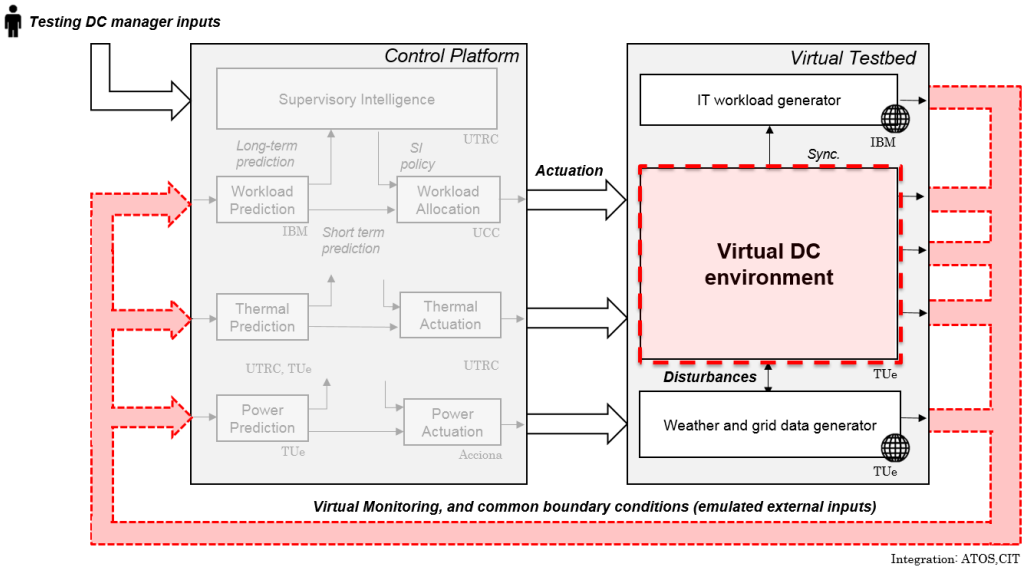 Testing DC manager inputs
Control Platform
Virtual Testbed
Supervisory Intelligence
UTRC
IT workload generator
IBM
Long-term
prediction
SI
policy
Sync.
Actuation
Workload
Prediction
IBM
Workload
Allocation
UCC
Short term
prediction
Virtual DC
environment
Thermal
Prediction
UTRC, TUe
Thermal
Actuation
UTRC
TUe
Disturbances
Power
Prediction
TUe
Power
Actuation
Acciona
Weather and grid data generator
TUe
Virtual Monitoring, and common boundary conditions (emulated external inputs)
Integration: ATOS,CIT